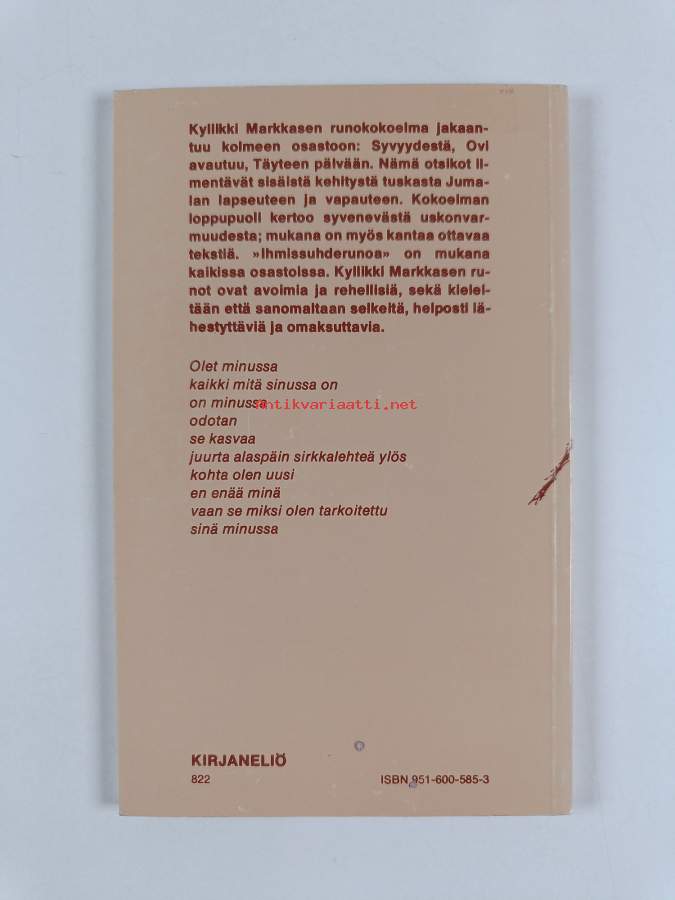 Kyllikki Markkasen runokokoelma jakaan-
tuu kolmeen osastoon: Syvyydestä, Ovi
avautuu, Täyteen päivään. Nämä otsikot il-
mentävät sisäistä kehitystä tuskasta Juma-
lan lapseuteen ja vapauteen. Kokoelman
loppupuoli kertoo syvenevästä uskonvar-
muudesta; mukana on myös kantaa ottavaa
tekstiä. »Ihmissuhderunoa» on mukana
kaikissa osastoissa. Kyllikki Markkasen ru-
not ovat avoimia ja rehellisiä, sekä kielel-
tään että sanomaltaan selkeitä, helposti lä-
hestyttäviä ja omaksuttavia.
Olet minussa
kaikki mitä sinussa on
on minussa
antikvariaatti.net
odotan
se kasvaa
juurta alaspäin sirkkalehteä ylös
kohta olen uusi
en enää minä
vaan se miksi olen tarkoitettu
sinä minussa
KIRJANELIÖ
822
ISBN 951-600-585-3